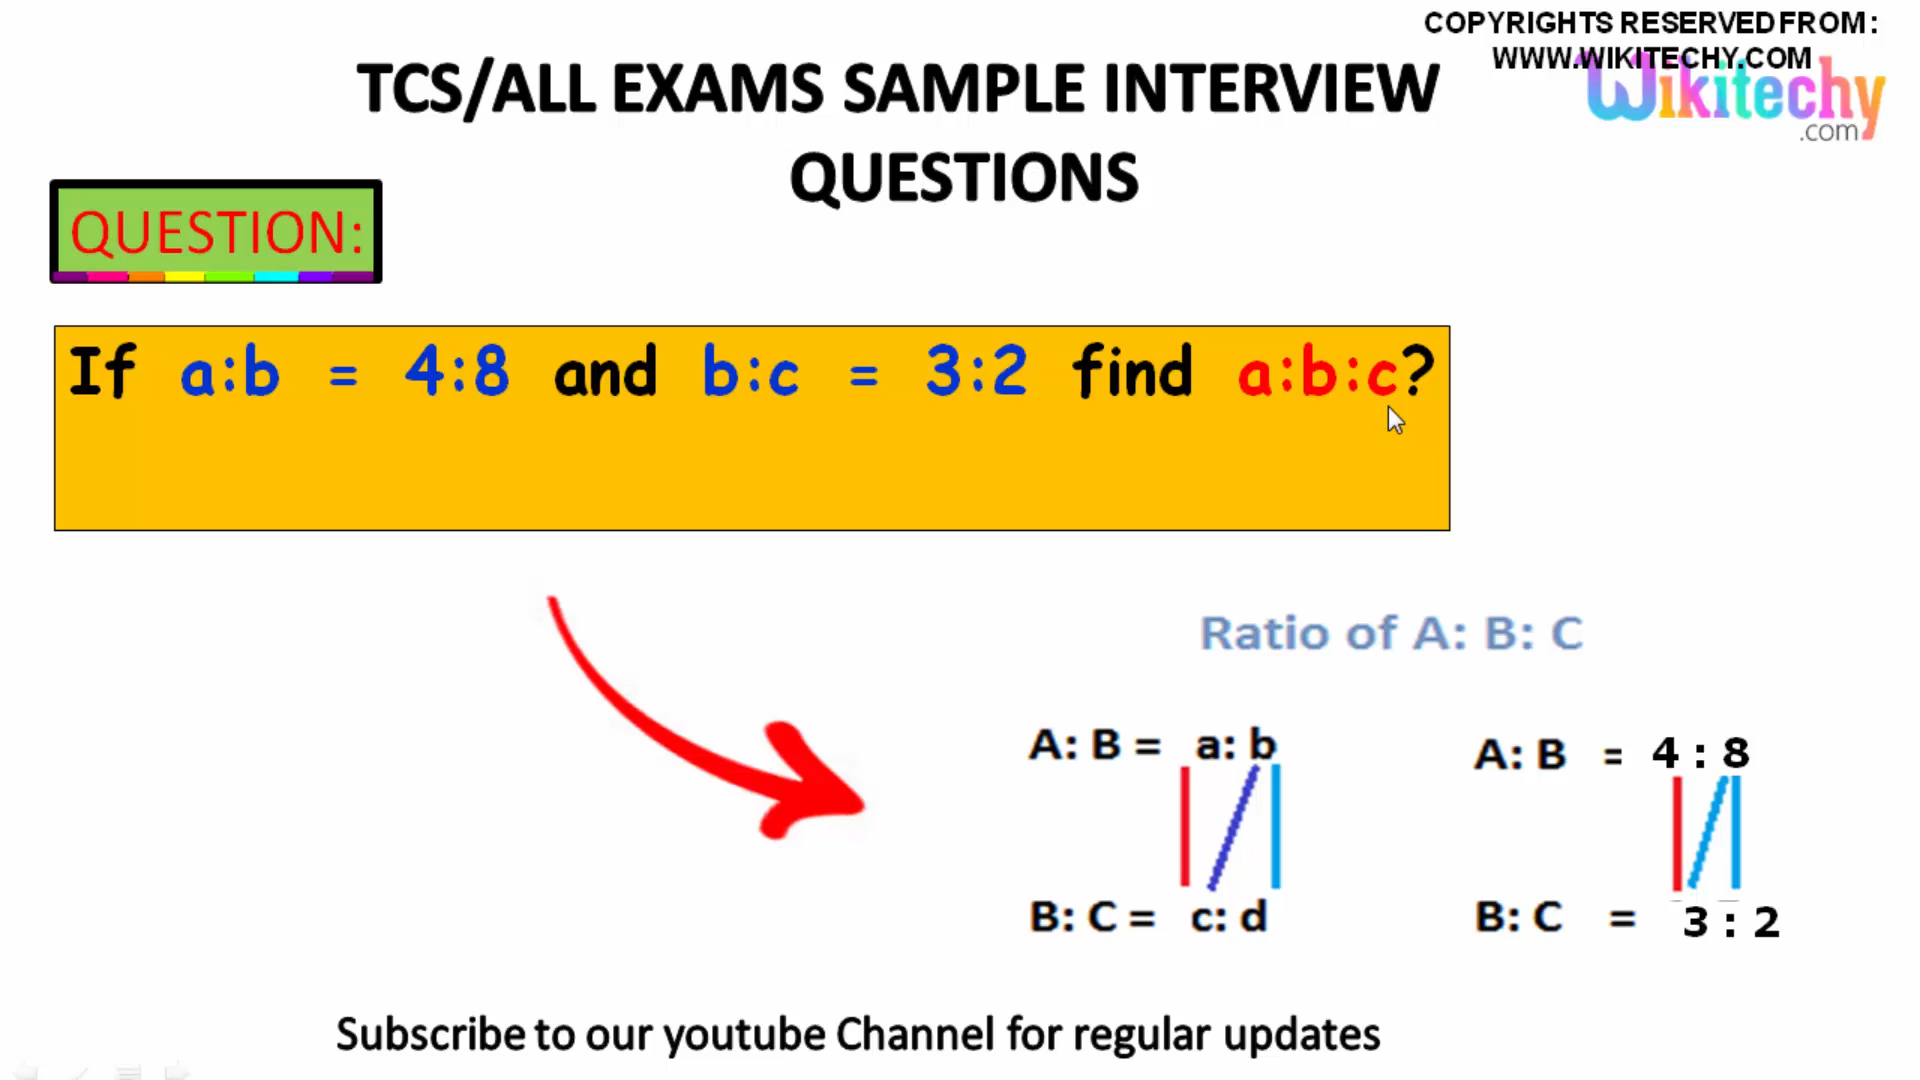 COPYRIGHTS RESERVED FROM :
WWW.WIKITECHY.COM
Wikitechy
.com
TCS/ALL EXAMS SAMPLE INTERVIEW
QUESTIONS
QUESTION:
If a:b = 4:8 and b:c = 3:2 find a:b:c?
Ratio of A: B: C
A: B = a: b
B: C = c: d
A: B = 4 : 8
B: C = 3 : 2
Subscribe to our youtube Channel for regular updates